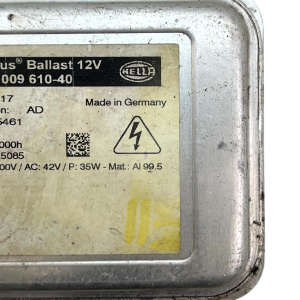 us® Ballast 12V
009 610-40
HELLA
17
Made in Germany
n: AD
5461
000h
5085
00V / AC: 42V / P: 35W - Mat.: Al 99.5